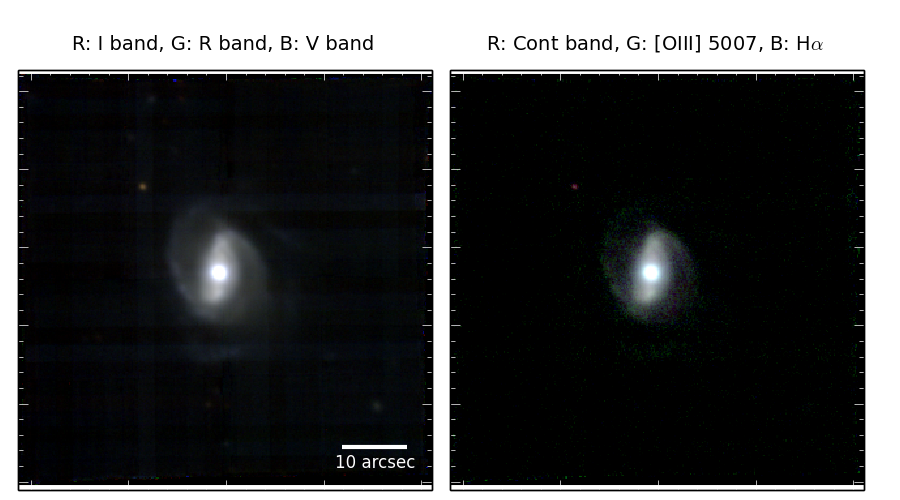 R: I band, G: R band, B: V band
R: Cont band, G: [OIII] 5007, B: Hα
10 arcsec